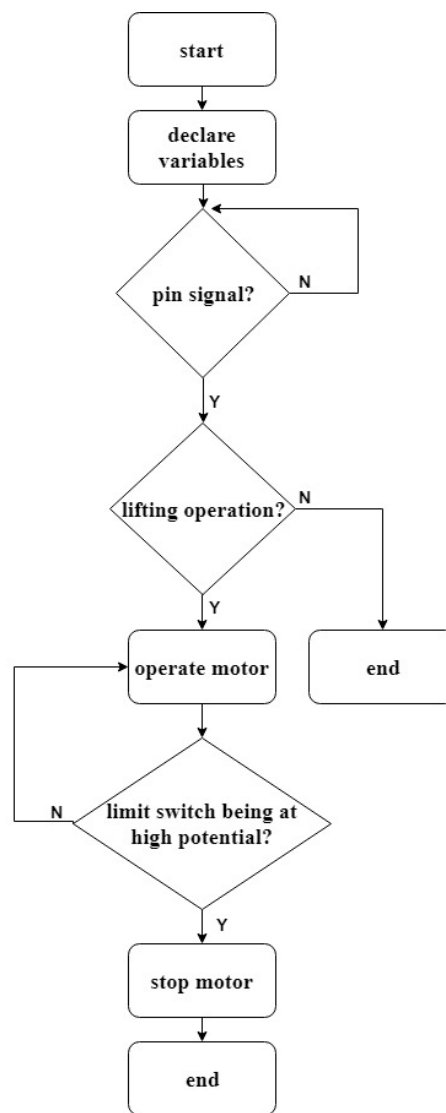 start
declare
variables
pin signal?
N
Y
lifting operation?
N
Y
operate motor
end
limit switch being at
high potential?
N
Y
stop motor
end